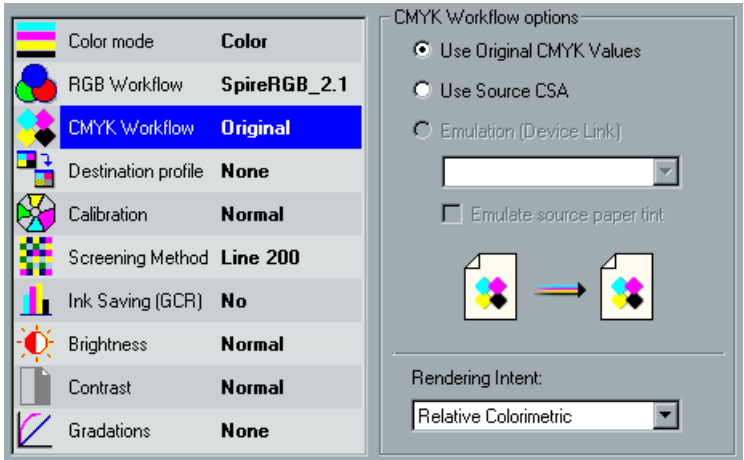 Color mode Color
RGB Workflow SpireRGB_2.1
CMYK Workflow Original
Destination profile None
Calibration Normal
Screening Method Line 200
Ink Saving (GCR) No
Brightness Normal
Contrast Normal
Gradations None
CMYK Workflow options
Use Original CMYK Values
Use Source CSA
Emulation (Device Link)
Emulate source paper tint
Rendering Intent:
Relative Colorimetric